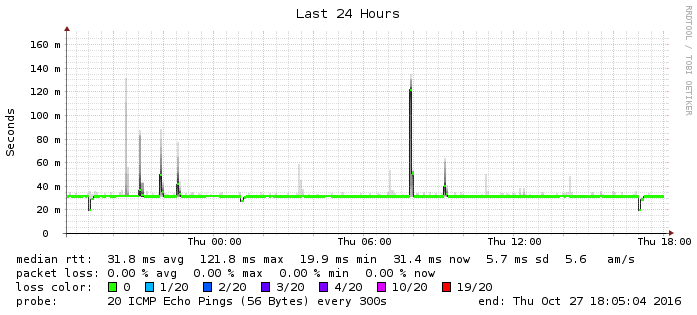 Last 24 Hours
RRDTOOL / TOBI OETIKER
Seconds
160 m
140 m
120 m
100 m
80 m
60 m
40 m
20 m
0
Thu 00:00 Thu 06:00 Thu 12:00 Thu 18:00
median rtt: 31.8 ms avg 121.8 ms max 19.9 ms min 31.4 ms now 5.7 ms sd 5.6 am/s
packet loss: 0.00 % avg 0.00 % max 0.00 % min 0.00 % now
loss color: 0 1/20 2/20 3/20 4/20 10/20 19/20
probe: 20 ICMP Echo Pings (56 Bytes) every 300s end: Thu Oct 27 18:05:04 2016